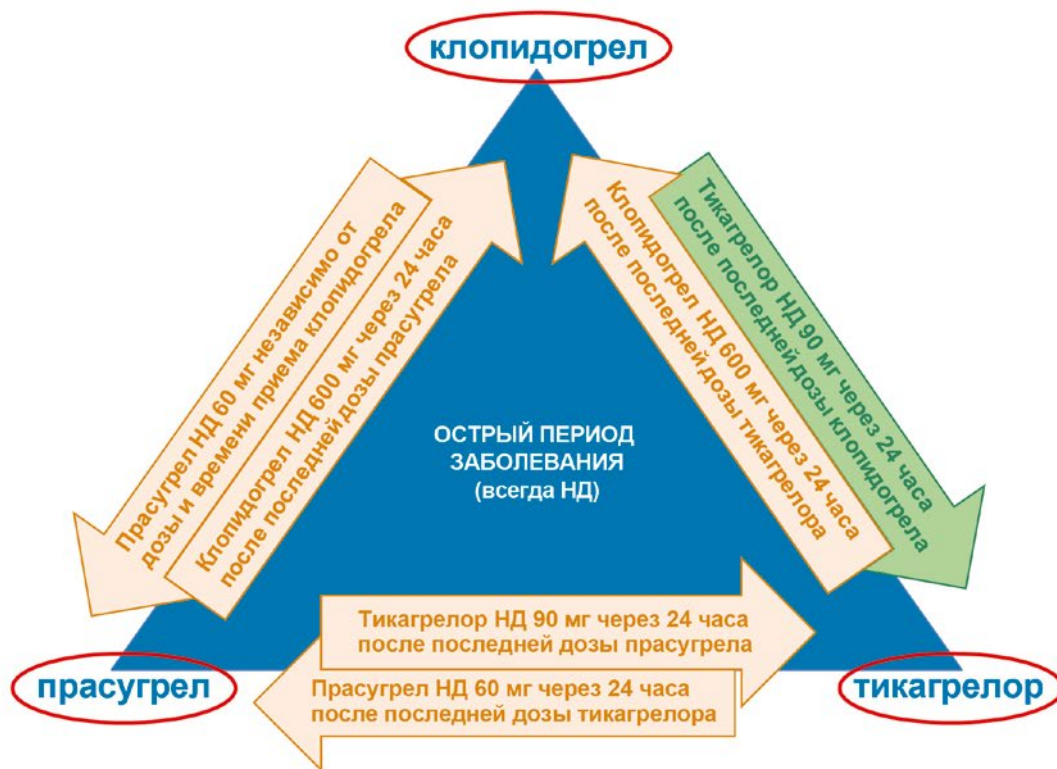 клопидогрел
Прасугрел НД 60 мг независимо от
дозы и времени приема клопидогрела
Клопидогрел НД 600 мг через 24 часа
после последней дозы прасугрела
Клопидогрел НД 600 мг через 24 часа
после последней дозы тикагрелора
Тикагрелор НД 90 мг через 24 часа
после последней дозы клопидогрела
ОСТРЫЙ ПЕРИОД
ЗАБОЛЕВАНИЯ
(всегда НД)
Тикагрелор НД 90 мг через 24 часа
после последней дозы прасугрела
Прасугрел НД 60 мг через 24 часа
после последней дозы тикагрелора
прасугрел
тикагрелор